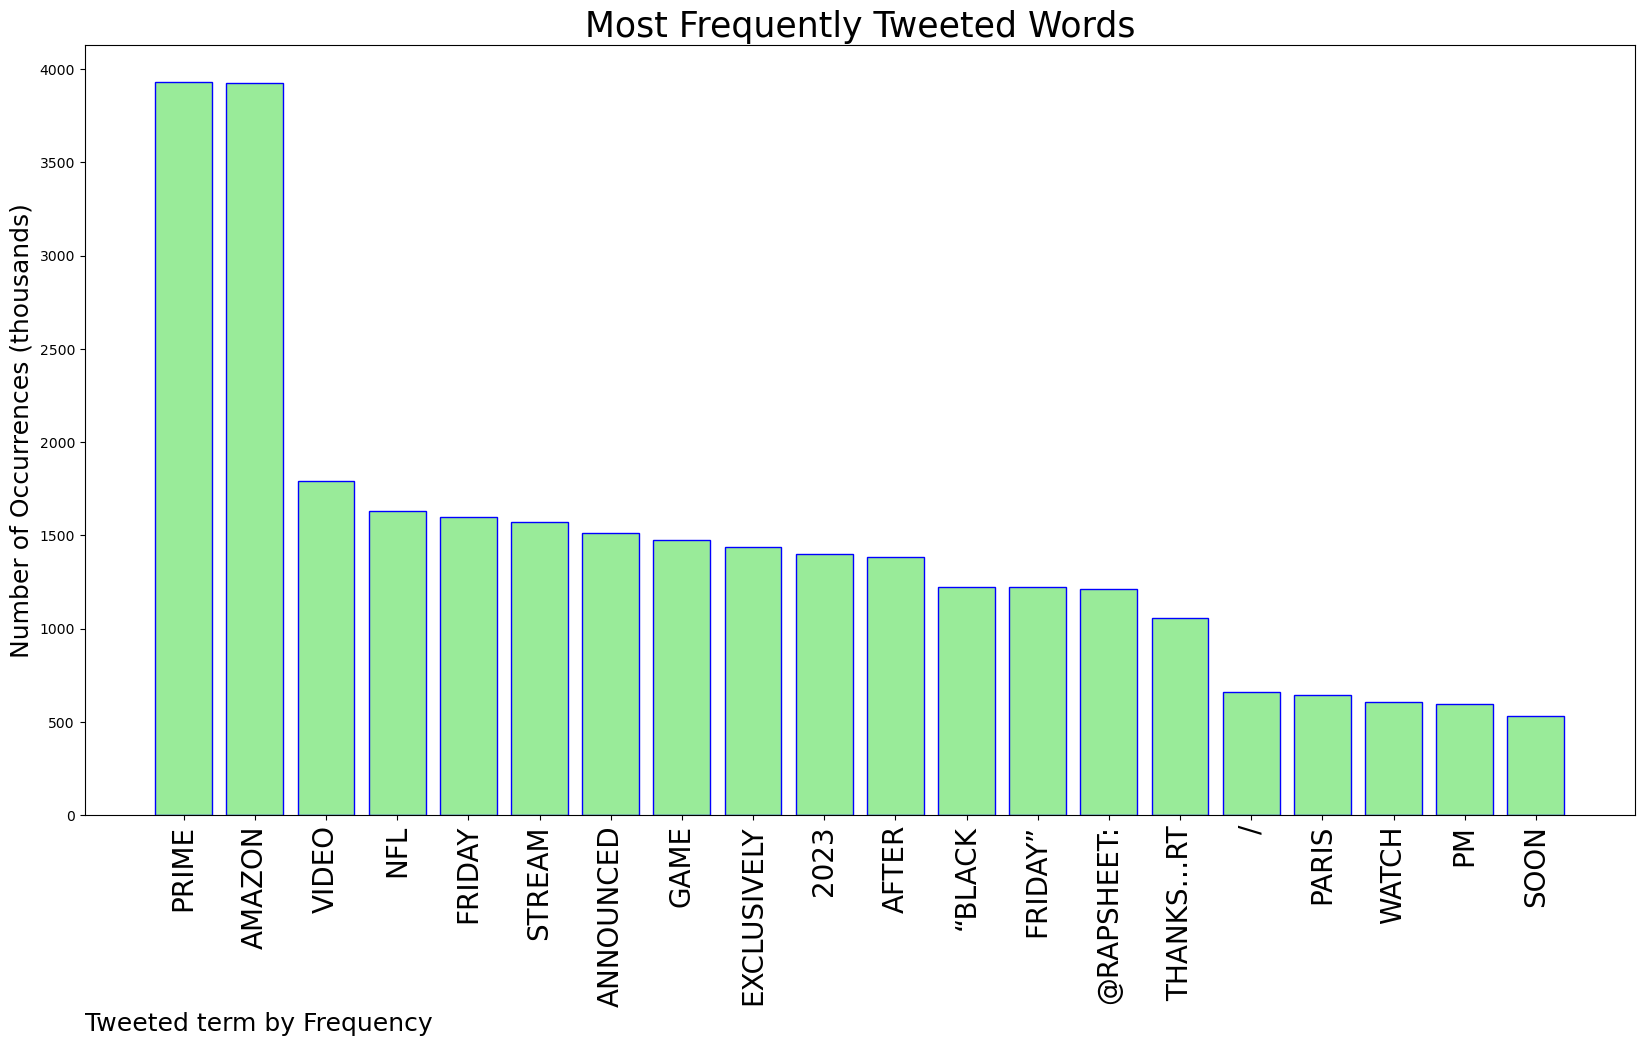 Most Frequently Tweeted Words
Number of Occurrences (thousands)
4000
3500
3000
2500
2000
1500
1000
500
0
PRIME
AMAZON
VIDEO
NFL
FRIDAY
STREAM
ANNOUNCED
GAME
EXCLUSIVELY
2023
AFTER
“BLACK
FRIDAY”
@RAPSHEET:
THANKS…RT
/
PARIS
WATCH
PM
SOON
Tweeted term by Frequency